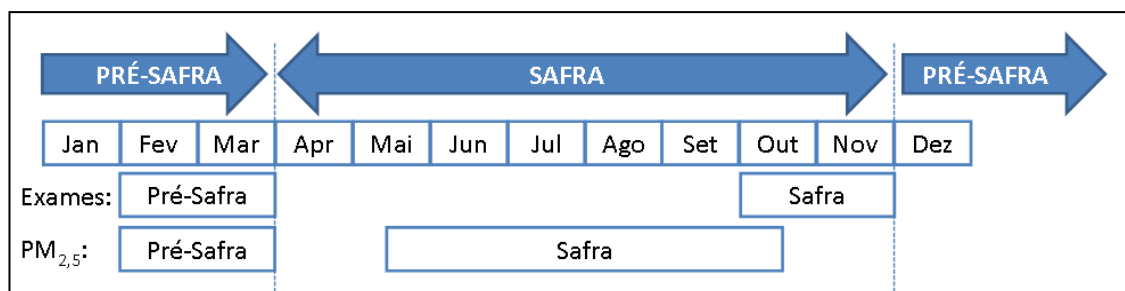 PRÉ-SAFRA SAFRA PRÉ-SAFRA
Jan Fev Mar Apr Mai Jun Jul Ago Set Out Nov Dez
Exames: Pré-Safra Safra
PM2,5: Pré-Safra Safra